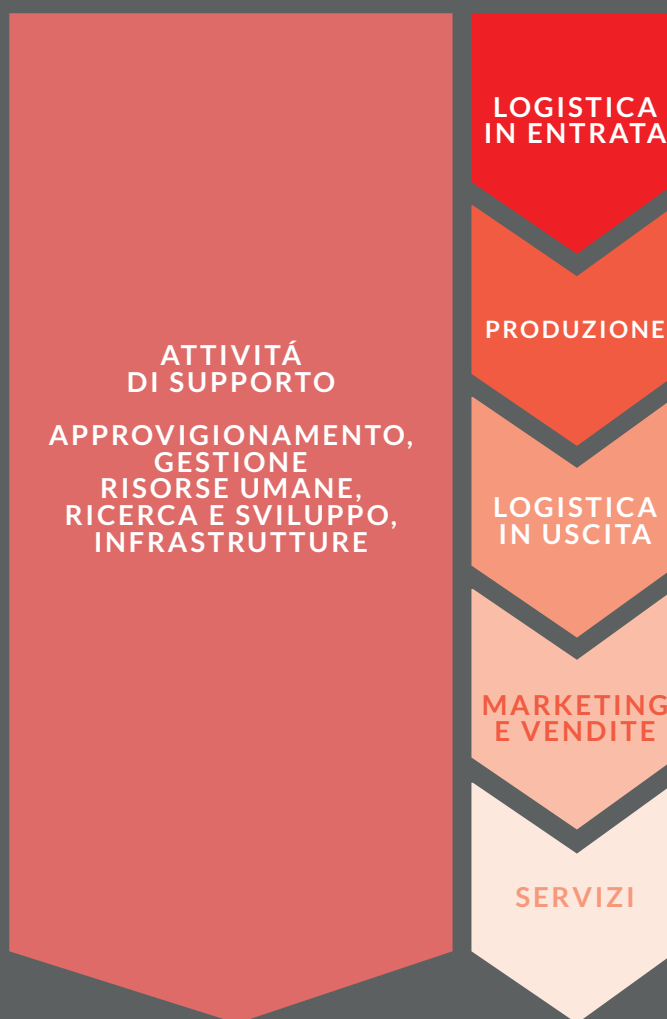 ATTIVITÁ
DI SUPPORTO
APPROVIGIONAMENTO,
GESTIONE
RISORSE UMANE,
RICERCA E SVILUPPO,
INFRASTRUTTURE
LOGISTICA
IN ENTRATA
PRODUZIONE
LOGISTICA
IN USCITA
MARKETING
E VENDITE
SERVIZI